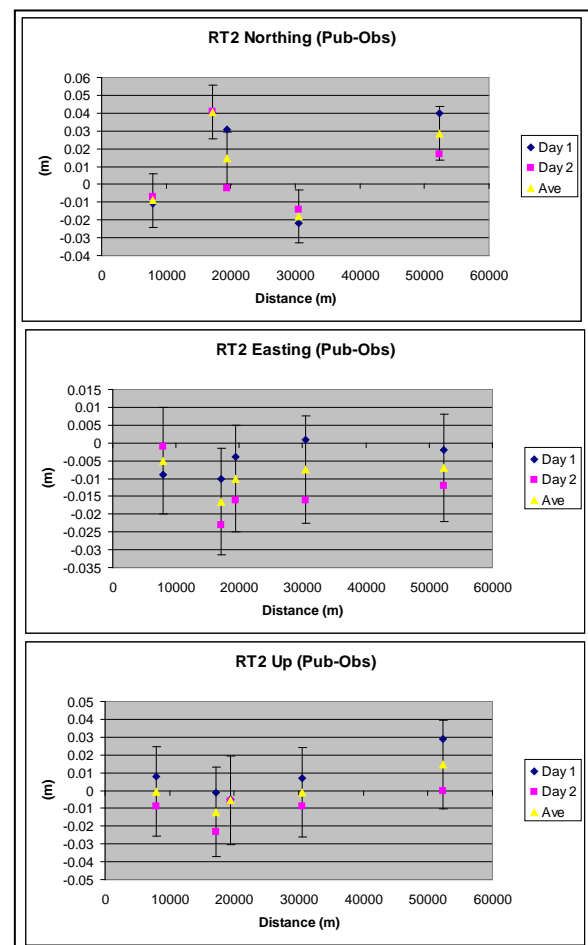 RT2 Northing (Pub-Obs)
0.06
0.05
0.04
0.03
0.02
0.01
0
-0.01
-0.02
-0.03
-0.04
(m)
0 10000 20000 30000 40000 50000 60000
Distance (m)
Day 1
Day 2
Ave
RT2 Easting (Pub-Obs)
0.015
0.01
0.005
0
-0.005
-0.01
-0.015
-0.02
-0.025
-0.03
-0.035
(m)
0 10000 20000 30000 40000 50000 60000
Distance (m)
Day 1
Day 2
Ave
RT2 Up (Pub-Obs)
0.05
0.04
0.03
0.02
0.01
0
-0.01
-0.02
-0.03
-0.04
-0.05
(m)
0 10000 20000 30000 40000 50000 60000
Distance (m)
Day 1
Day 2
Ave